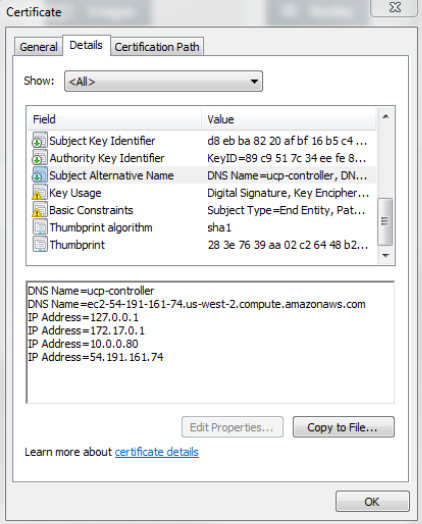 Certificate
General Details Certification Path
Show: <All>
Field Value
Subject Key Identifier d8 eb ba 82 20 af bf 16 b5 c4 ...
Authority Key Identifier KeyID=89 c9 51 7c 34 ee fe 8...
Subject Alternative Name DNS Name=ucp-controller, DN...
Key Usage Digital Signature, Key Encipher...
Basic Constraints Subject Type=End Entity, Pat...
Thumbprint algorithm sha1
Thumbprint 28 3e 76 39 aa 02 c2 64 48 b2...
DNS Name=ucp-controller
DNS Name=ec2-54-191-161-74.us-west-2.compute.amazonaws.com
IP Address=127.0.0.1
IP Address=172.17.0.1
IP Address=10.0.0.80
IP Address=54.191.161.74
Edit Properties... Copy to File...
Learn more about certificate details
OK